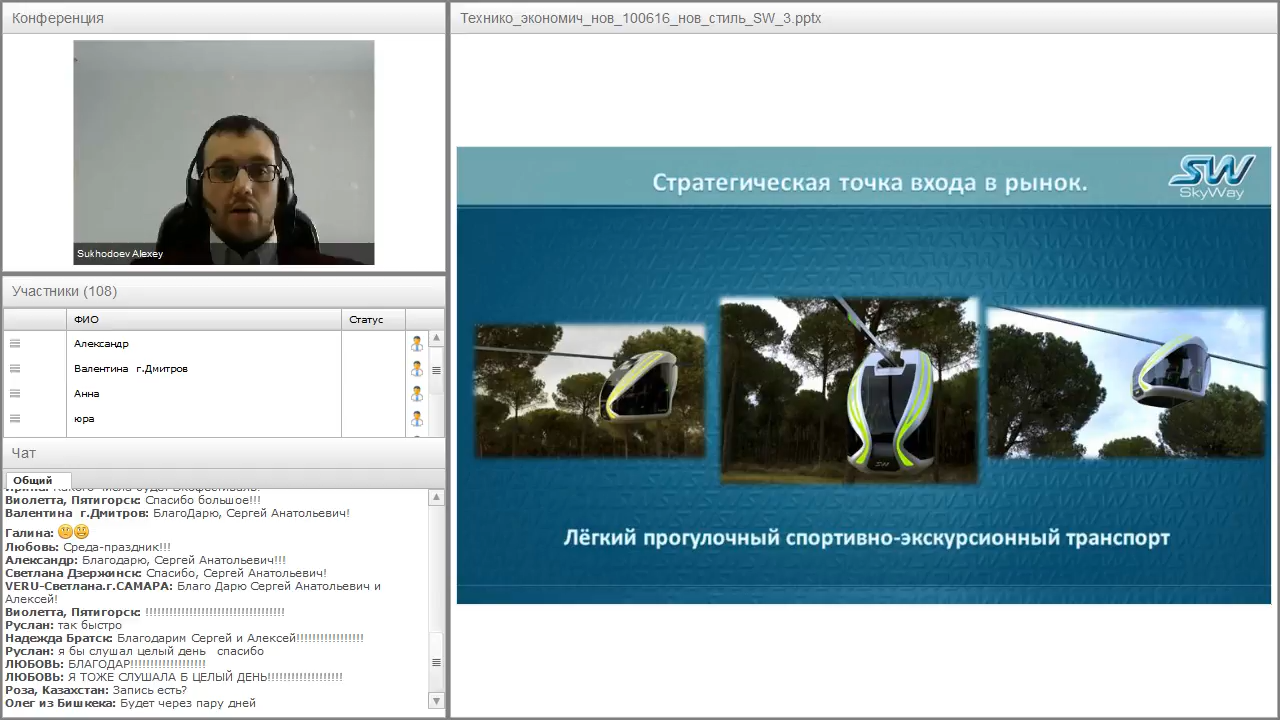 Конференция
Sukhodoev Alexey
Участники (108)
ФИО
Статус
Александр
Валентина г.Дмитров
Анна
юра
Чат
Общий
Виолетта, Пятигорск: Спасибо большое!!!
Валентина г.Дмитров: БлагоДарю, Сергей Анатольевич!
Галина:
Любовь: Среда-праздник!!!
Александр: Благодарю, Сергей Анатольевич!!!
Светлана Дзержинск: Спасибо, Сергей Анатольевич!
VERU-Светлана.г.САМАРА: Благо Дарю Сергей Анатольевич и
Алексей!
Виолетта, Пятигорск: !!!!!!!!!!!!!!!!!!!!!!!!!!!!!!!!!!!
Руслан: так быстро
Надежда Братск: Благодарим Сергей и Алексей!!!!!!!!!!!!!!!!!
Руслан: я бы слушал целый день спасибо
ЛЮБОВЬ: БЛАГОДАР!!!!!!!!!!!!!!!!!!!
ЛЮБОВЬ: Я ТОЖЕ СЛУШАЛА Б ЦЕЛЫЙ ДЕНЬ!!!!!!!!!!!!!!!!!!!
Роза, Казахстан: Запись есть?
Олег из Бишкека: Будет через пару дней
Технико_экономич_нов_100616_нов_стиль_SW_3.pptx
Стратегическая точка входа в рынок.
SW
SkyWay
SW
Лёгкий прогулочный спортивно-экскурсионный транспорт